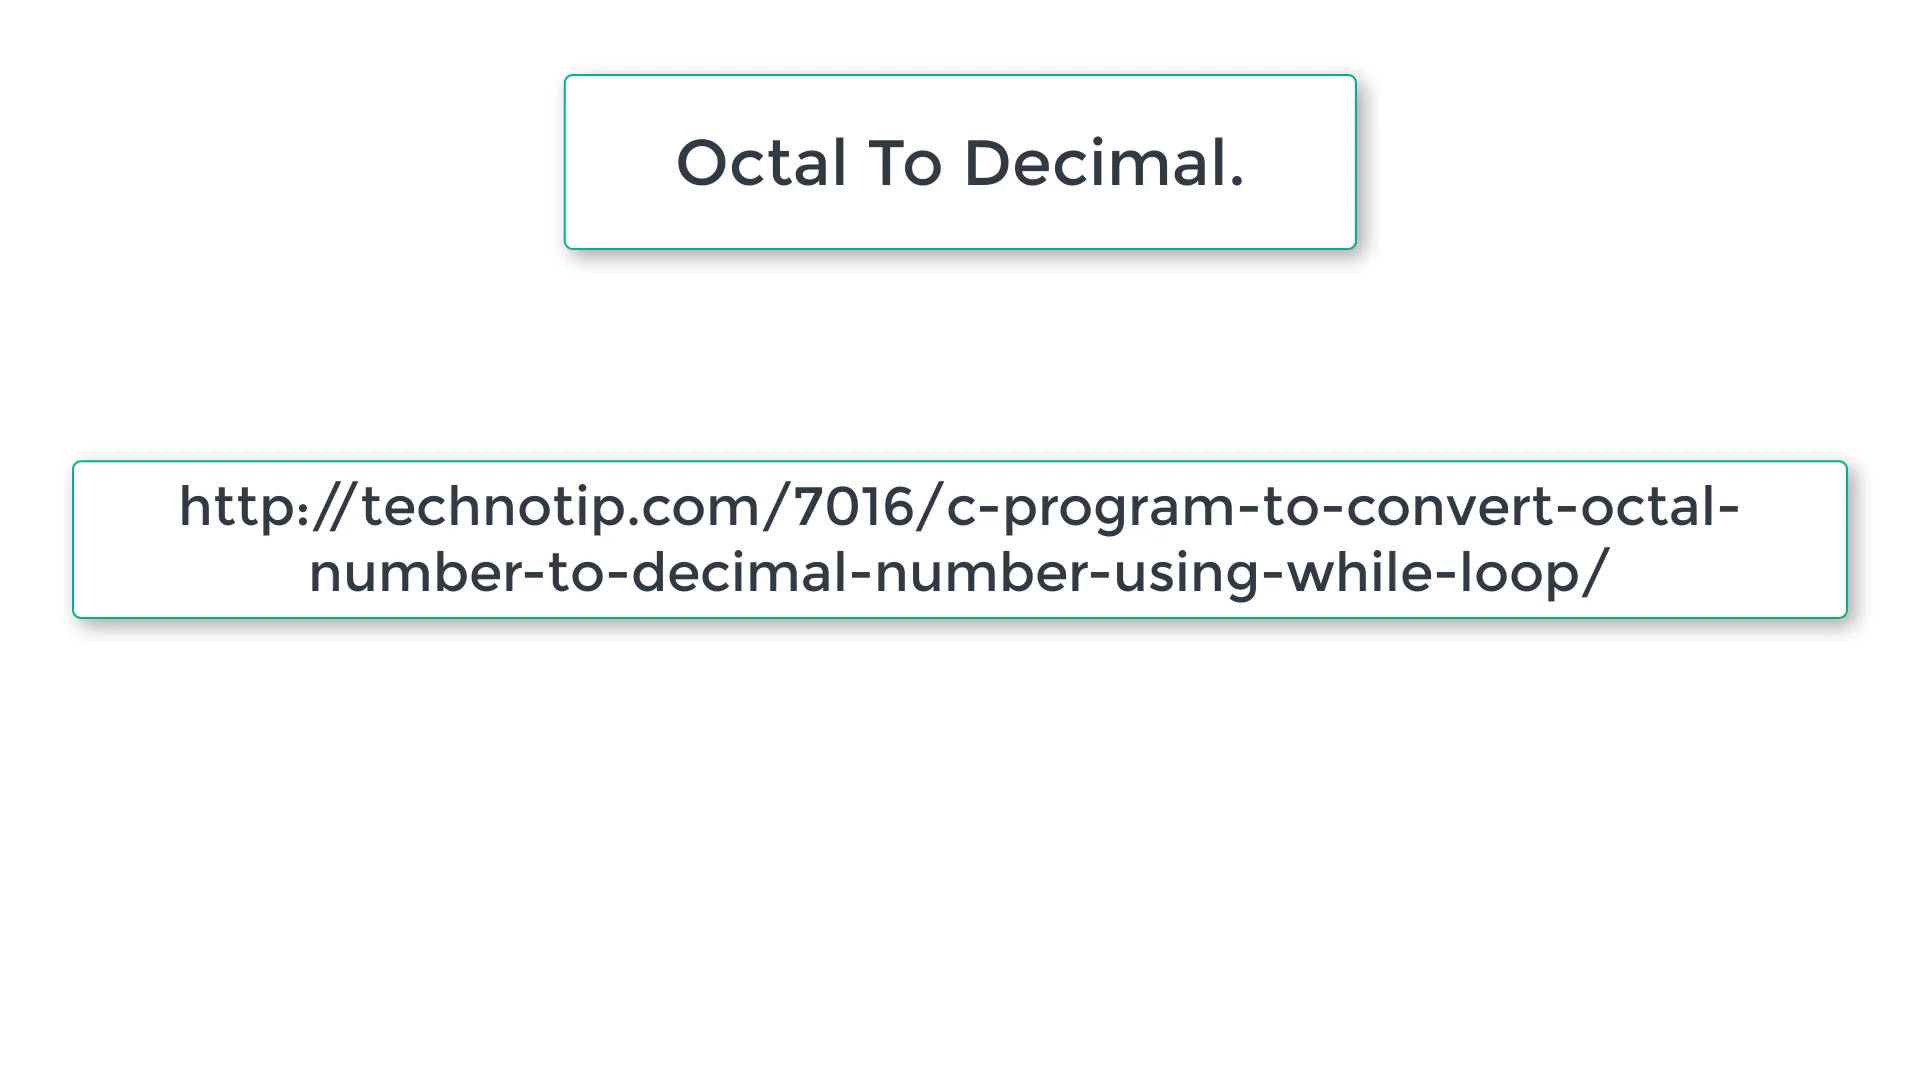 Octal To Decimal.
http://technotip.com/7016/c-program-to-convert-octal-
number-to-decimal-number-using-while-loop/